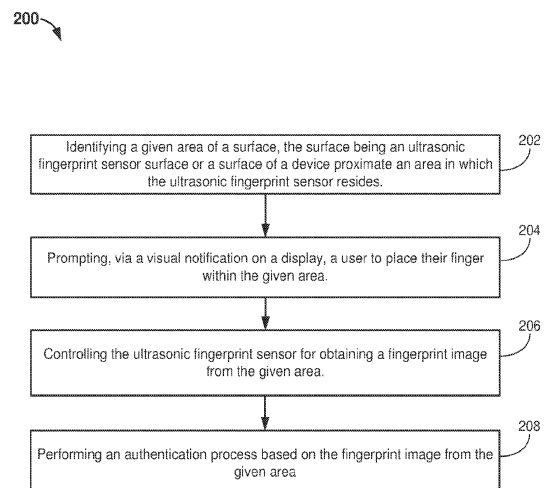 200
Identifying a given area of a surface, the surface being an ultrasonic
fingerprint sensor surface or a surface of a device proximate an area in which
the ultrasonic fingerprint sensor resides.
202
Prompting, via a visual notification on a display, a user to place their finger
within the given area.
204
Controlling the ultrasonic fingerprint sensor for obtaining a fingerprint image
from the given area.
206
Performing an authentication process based on the fingerprint image from the
given area
208